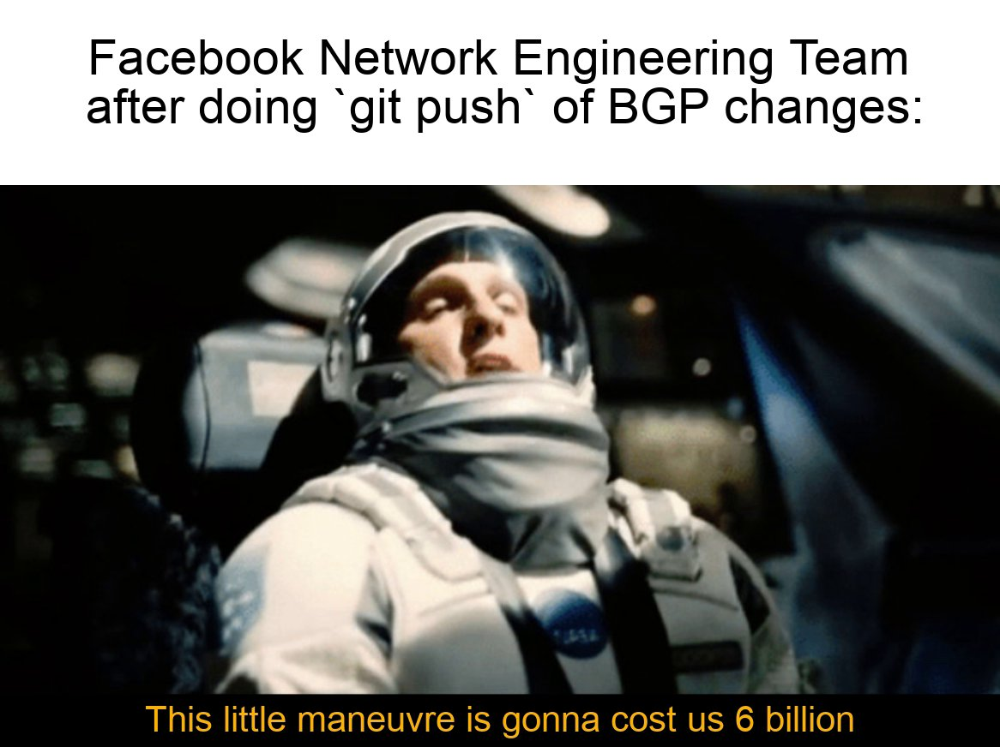 Facebook Network Engineering Team
after doing `git push` of BGP changes:
NASA
This little maneuvre is gonna cost us 6 billion